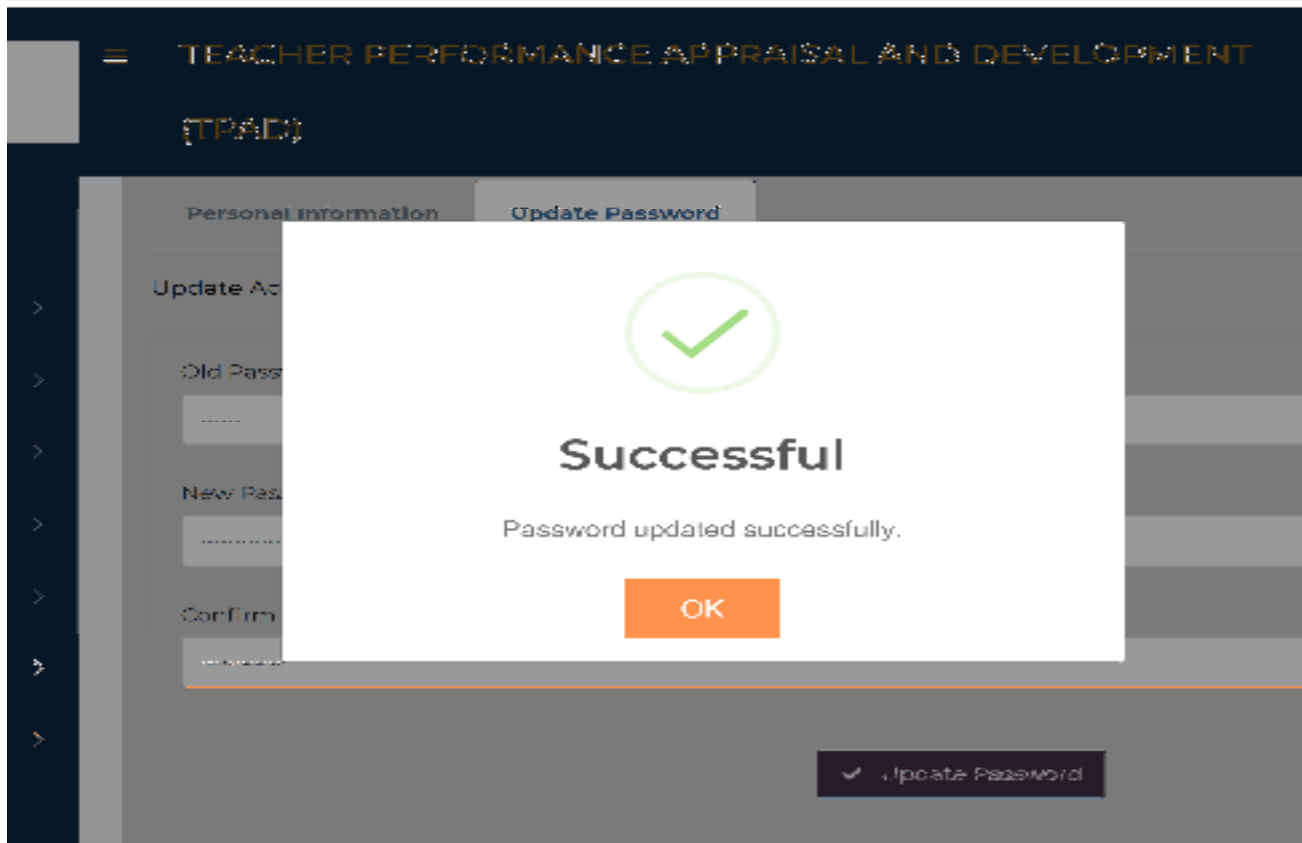 TEACHER PERFORMANCE APPRAISAL AND DEVELOPMENT
(TPAD)
Personal Information
Update Password
Update Ac
Old Pass
Successful
New Pas
Password updated successfully.
OK
Confirm
Update Password